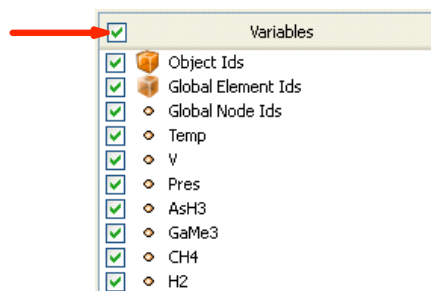 Variables
Object Ids
Global Element Ids
Global Node Ids
Temp
V
Pres
AsH3
GaMe3
CH4
H2